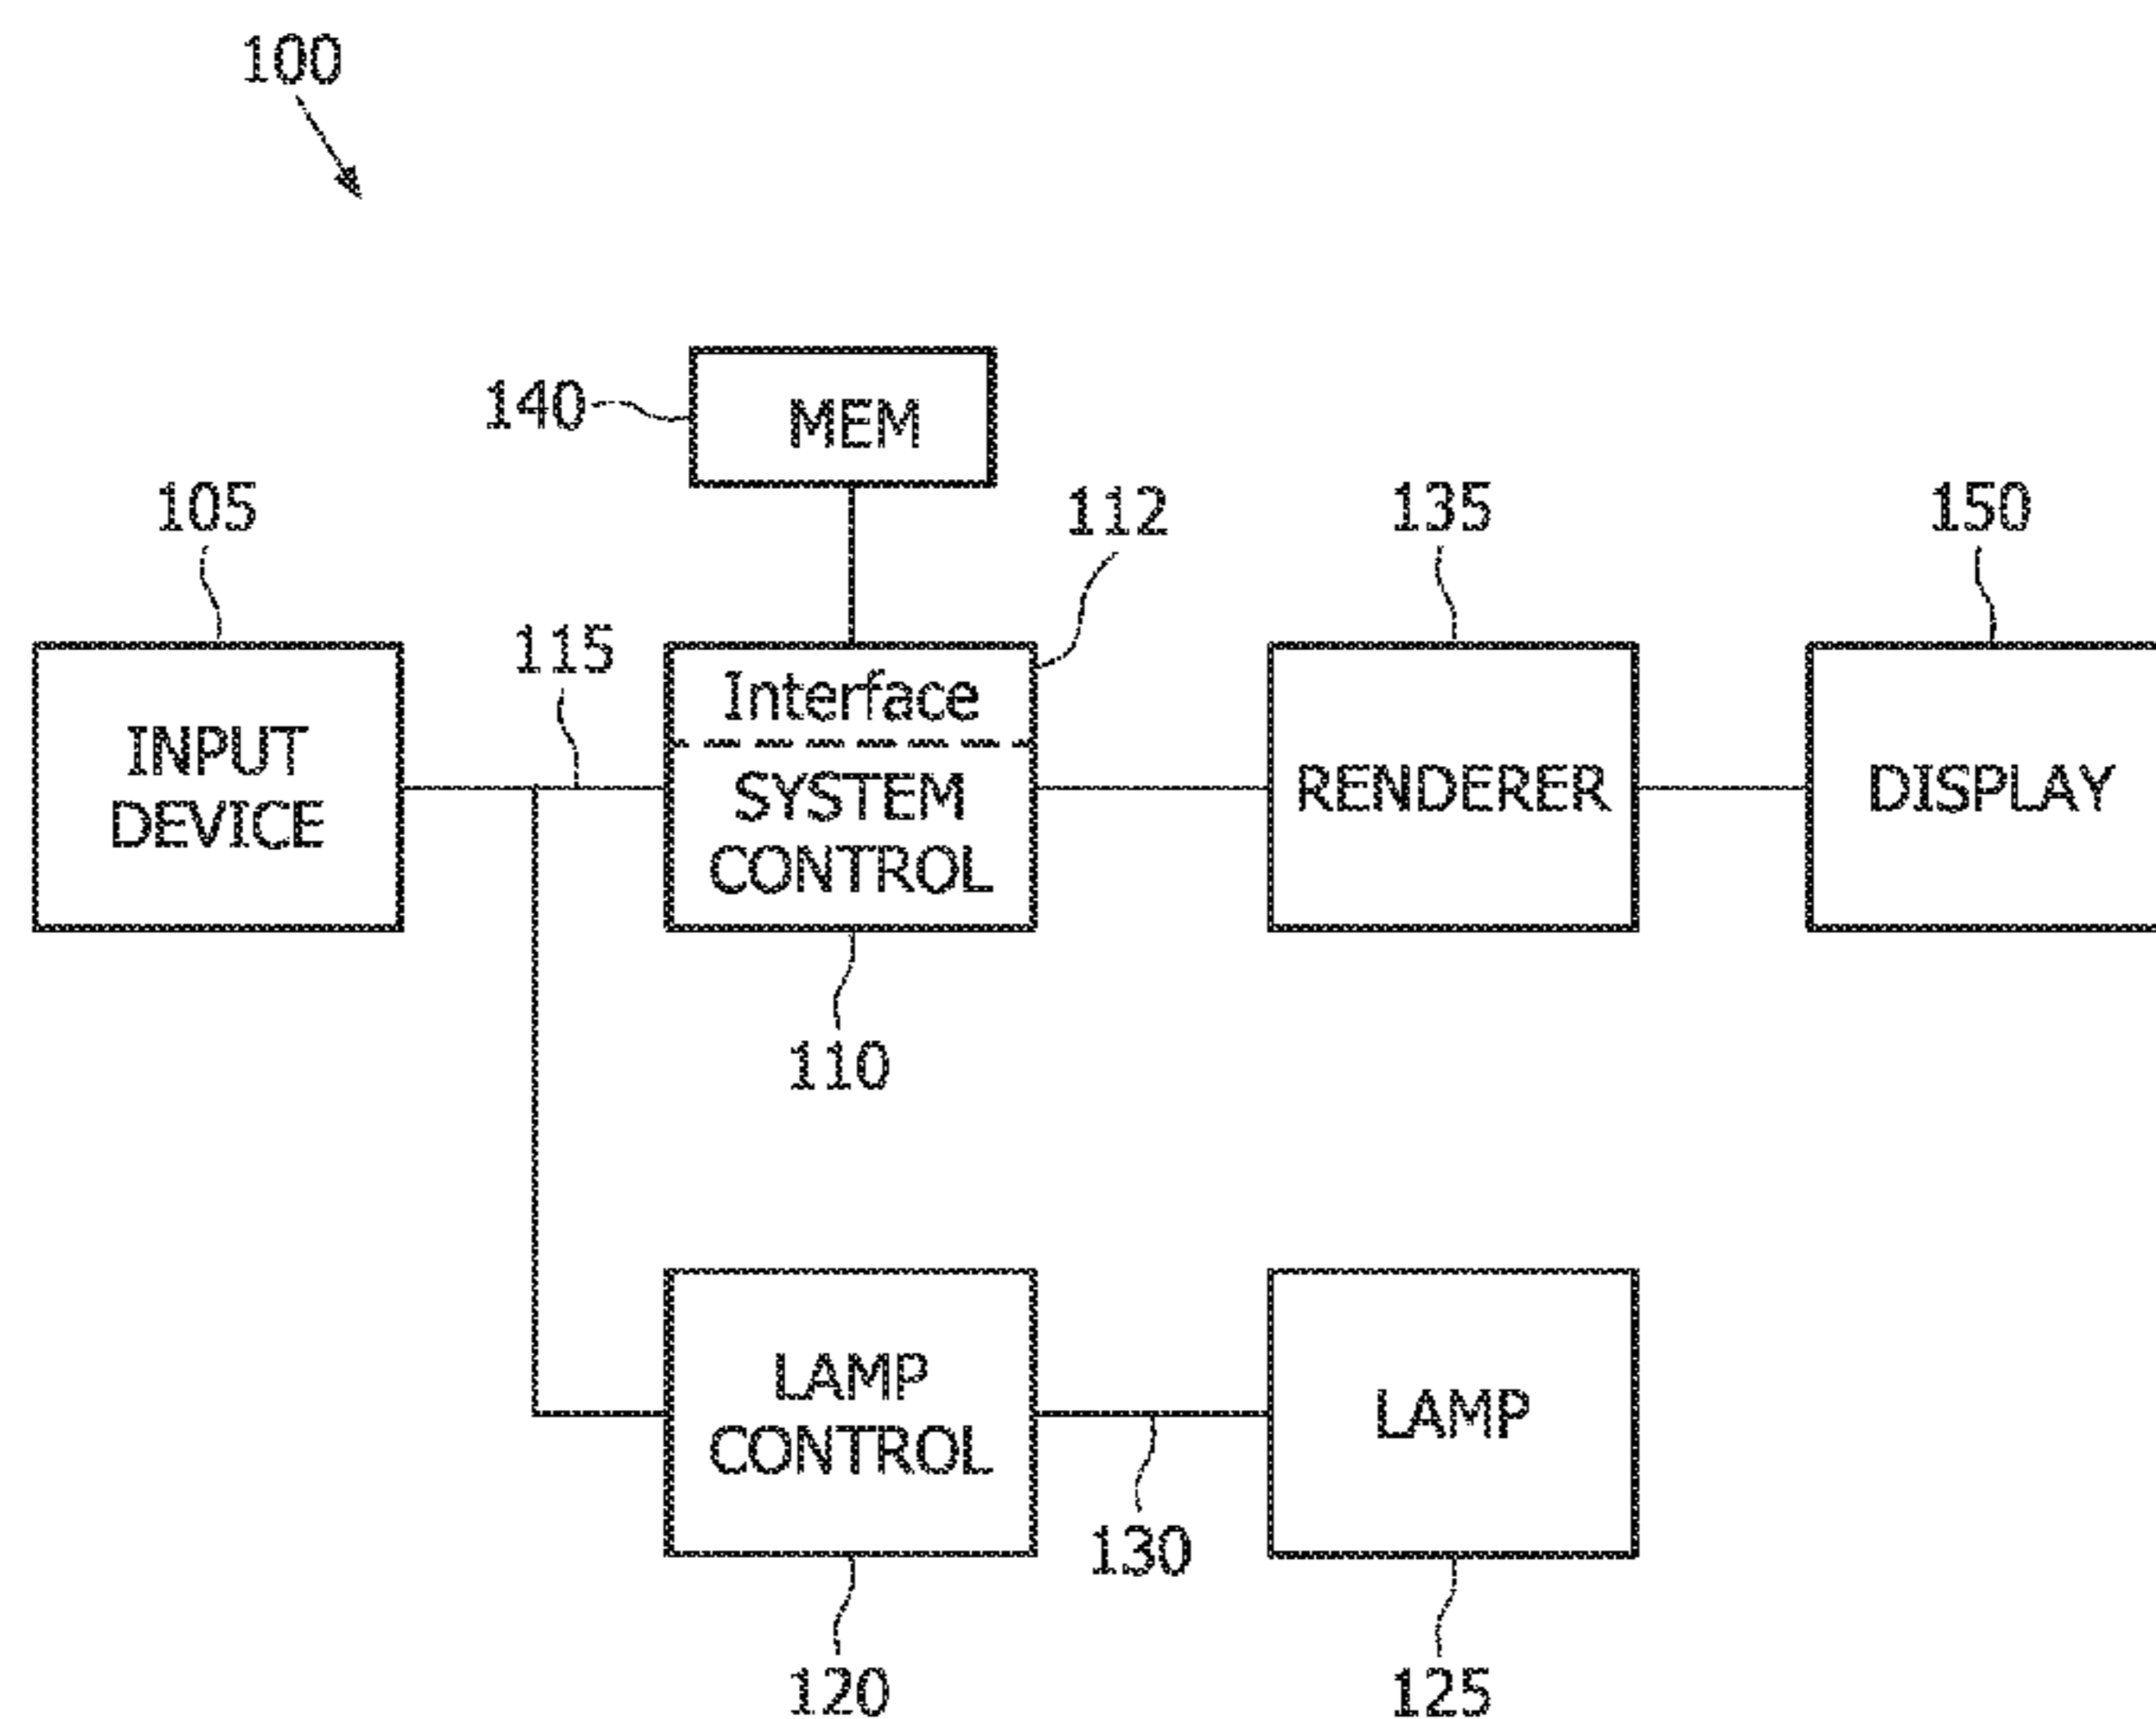 100
140
MEM
105
112
135
150
115
INPUT
DEVICE
Interface
SYSTEM
CONTROL
RENDERER
DISPLAY
110
LAMP
CONTROL
LAMP
130
120
125